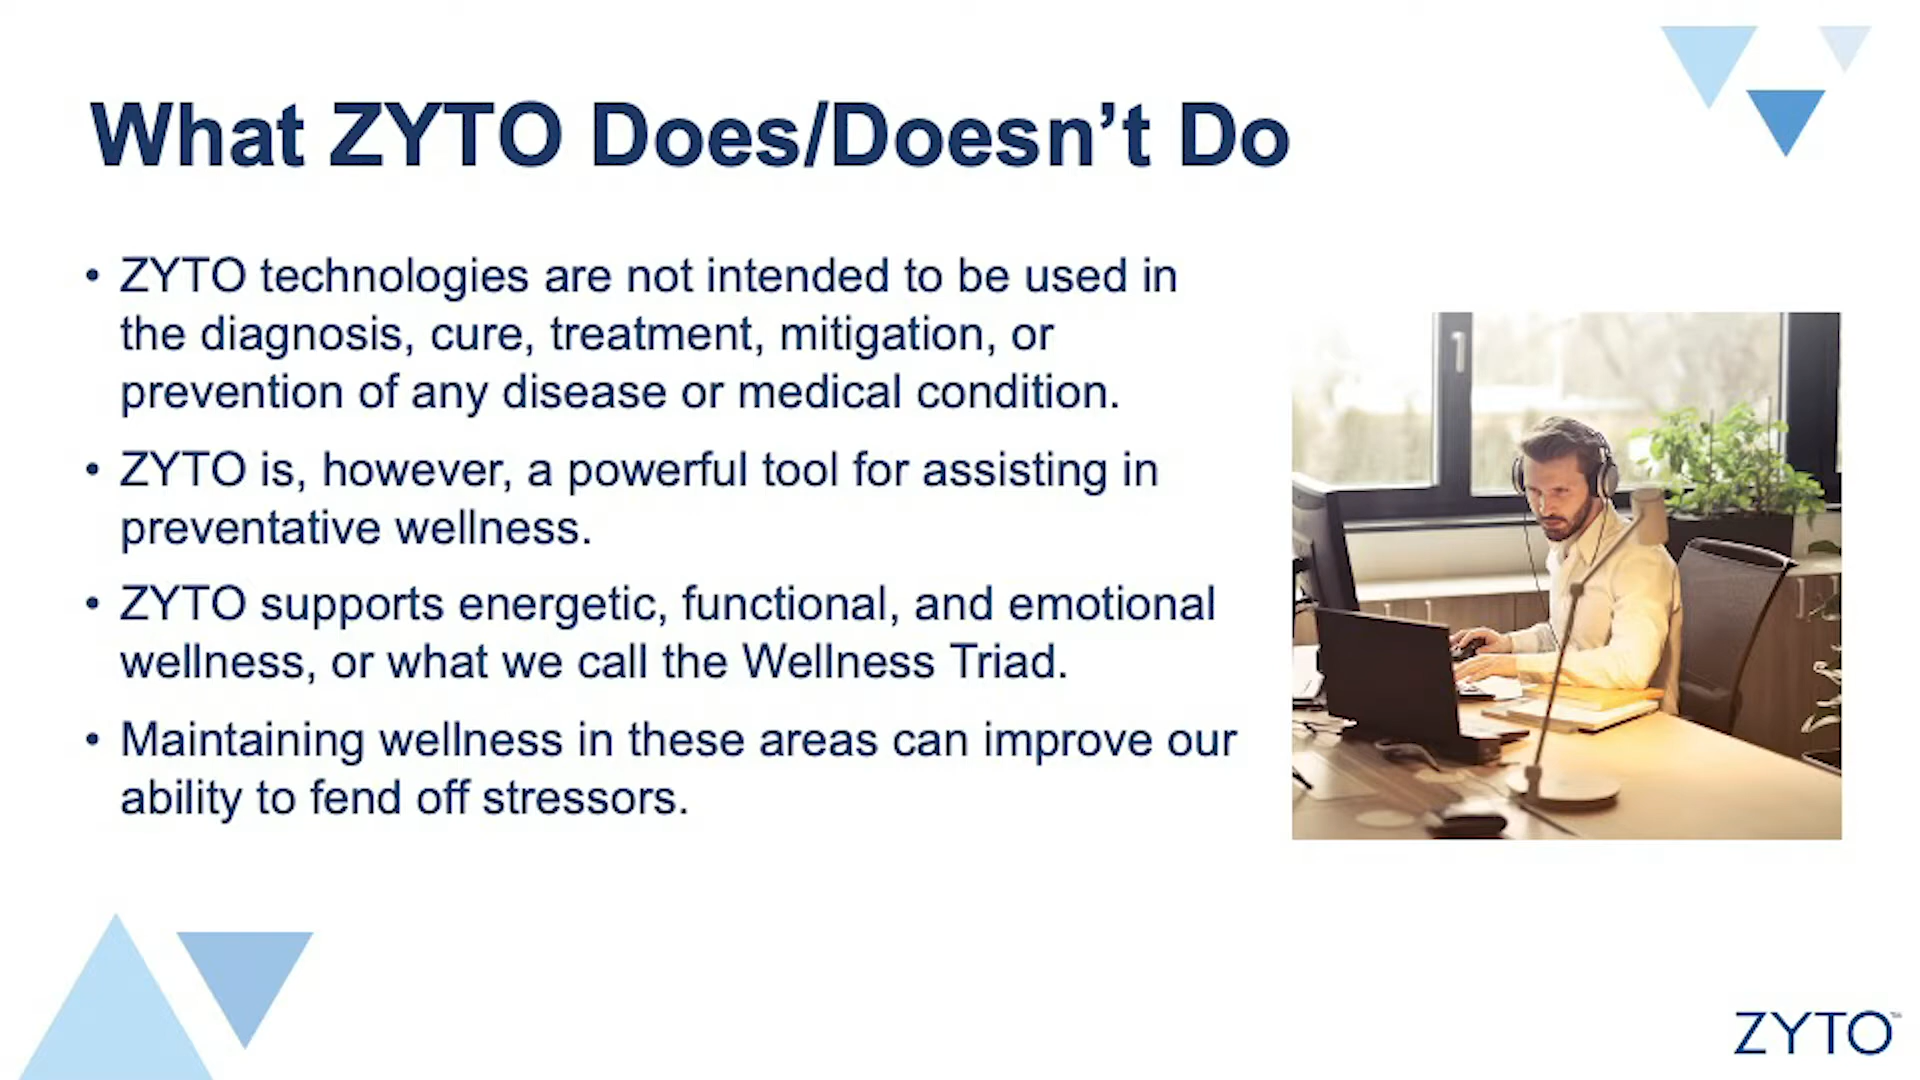 What ZYTO Does/Doesn’t Do
• ZYTO technologies are not intended to be used in
the diagnosis, cure, treatment, mitigation, or
prevention of any disease or medical condition.
• ZYTO is, however, a powerful tool for assisting in
preventative wellness.
• ZYTO supports energetic, functional, and emotional
wellness, or what we call the Wellness Triad.
• Maintaining wellness in these areas can improve our
ability to fend off stressors.
ZYTO™